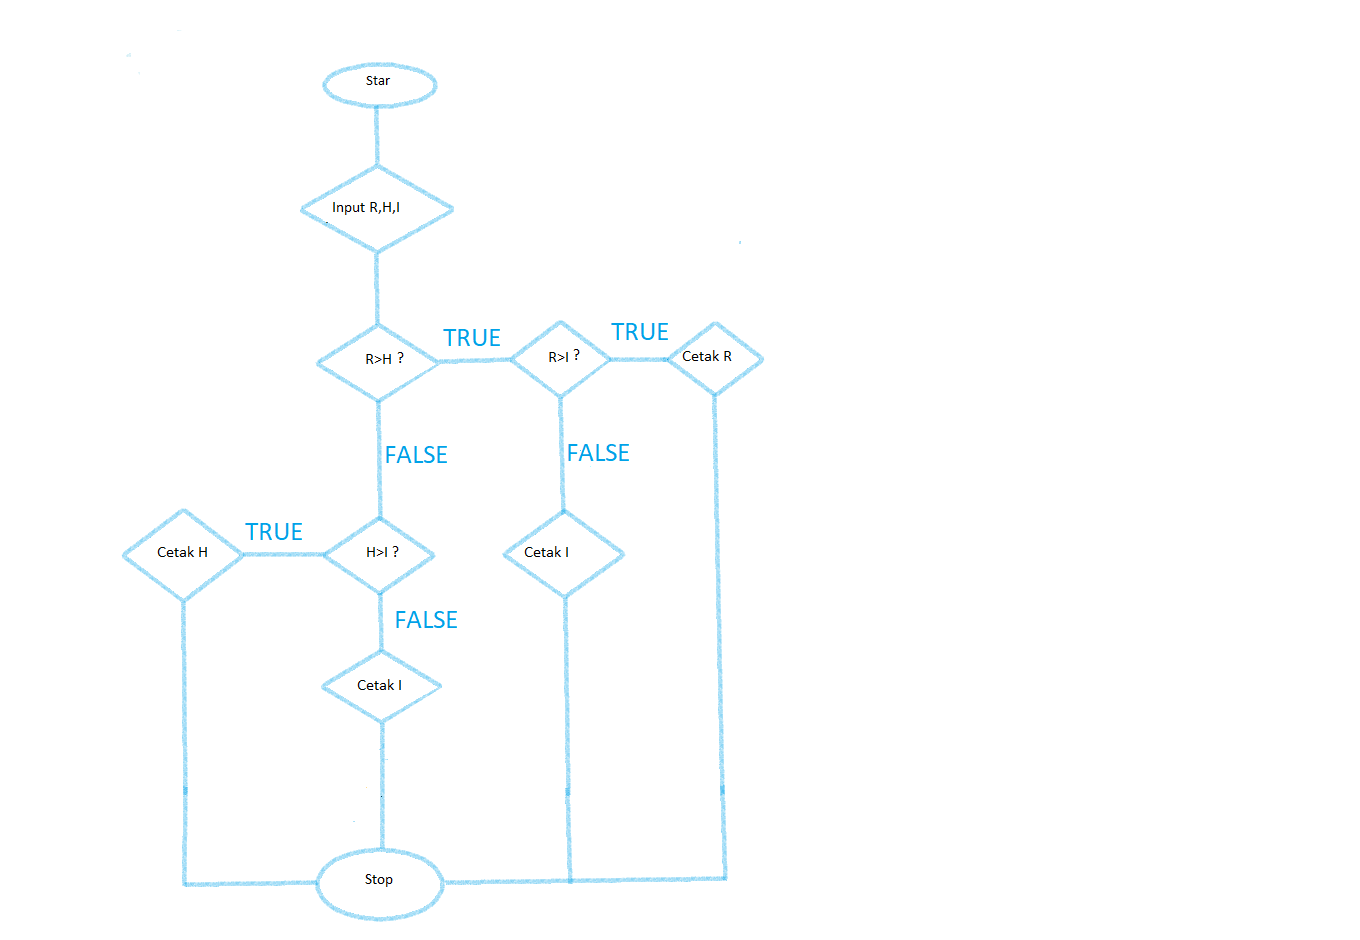 Star
Input R,H,I
R>H ?
TRUE
R>I ?
TRUE
Cetak R
FALSE
FALSE
Cetak H
TRUE
H>I ?
Cetak I
FALSE
Cetak I
Stop